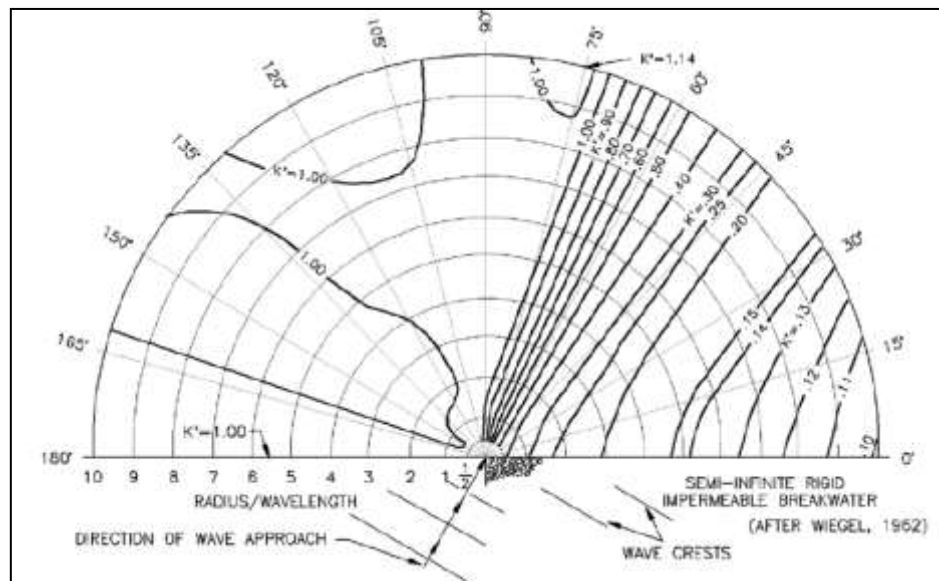 90°
105°
75°
K'=1.14
120°
1.00
60°
135°
K'=1.00
1.00
K'=.90
.80
.70
.60
.50
45°
.40
K'=.30
.25
.20
150°
1.00
30°
.15
.14
K'=.13
165°
15°
.12
.11
K'=1.00
.10
180°
0°
10 9 8 7 6 5 4 3 2 1 1/2
RADIUS/WAVELENGTH
SEMI-INFINITE RIGID
IMPERMEABLE BREAKWATER
(AFTER WIEGEL, 1962)
DIRECTION OF WAVE APPROACH
WAVE CRESTS